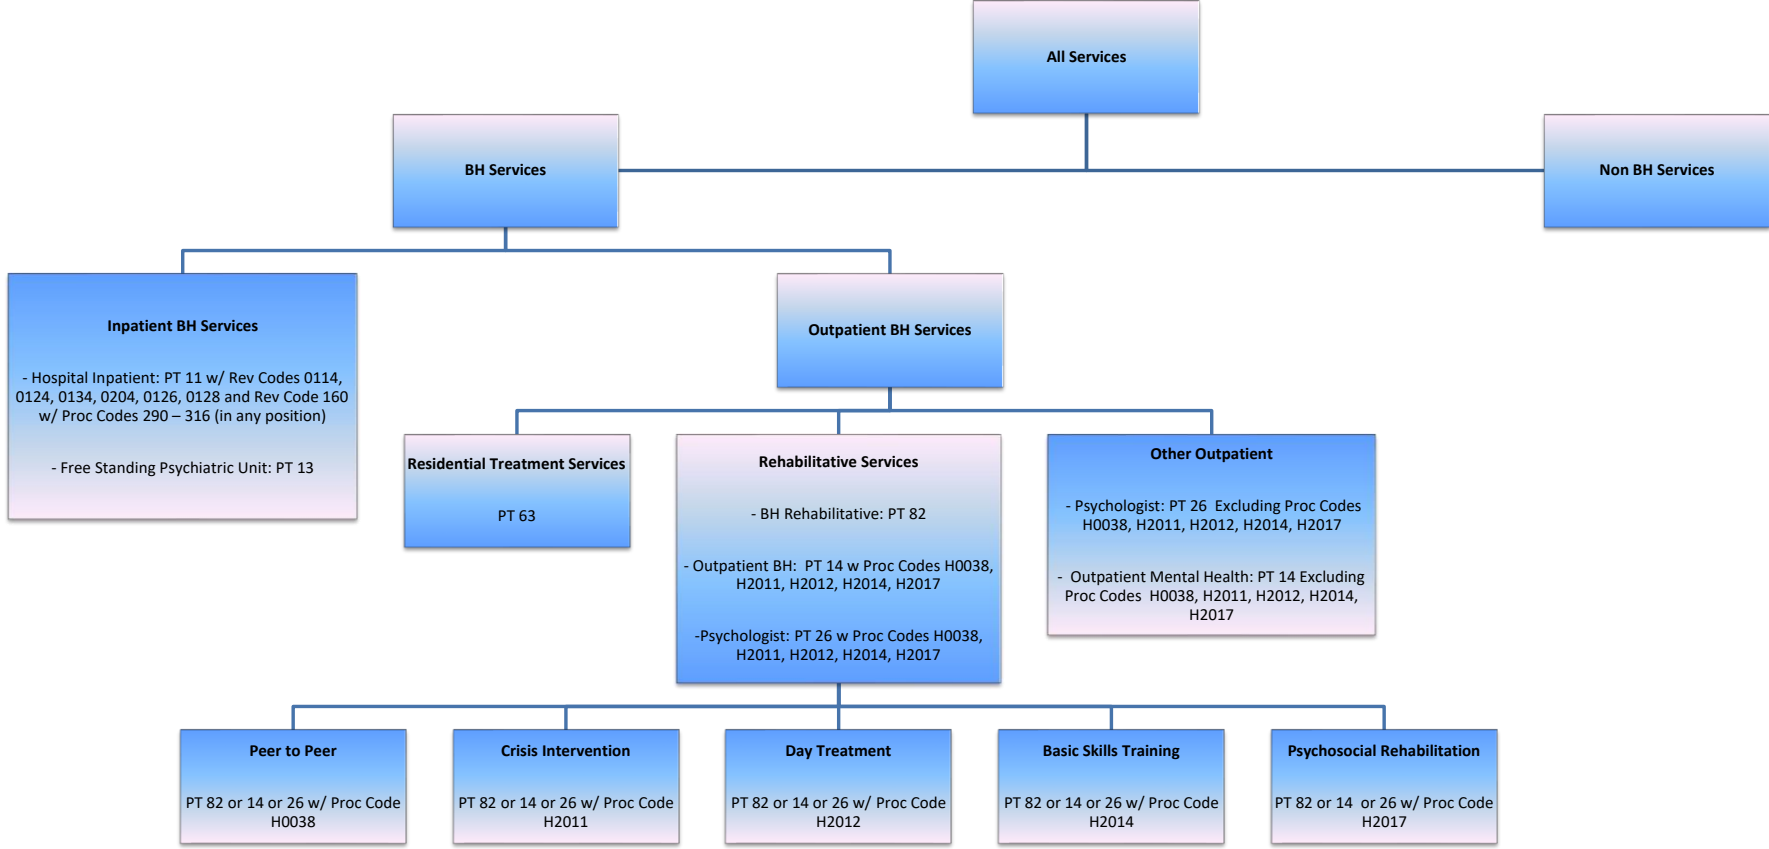 All Services
BH Services
Non BH Services
Inpatient BH Services
- Hospital Inpatient: PT 11 w/ Rev Codes 0114,
0124, 0134, 0204, 0126, 0128 and Rev Code 160
w/ Proc Codes 290 – 316 (in any position)
- Free Standing Psychiatric Unit: PT 13
Outpatient BH Services
Residential Treatment Services
PT 63
Rehabilitative Services
- BH Rehabilitative: PT 82
- Outpatient BH:  PT 14 w Proc Codes H0038,
H2011, H2012, H2014, H2017
-Psychologist: PT 26 w Proc Codes H0038,
H2011, H2012, H2014, H2017
Other Outpatient
- Psychologist: PT 26  Excluding Proc Codes
H0038, H2011, H2012, H2014, H2017
-  Outpatient Mental Health: PT 14 Excluding
Proc Codes  H0038, H2011, H2012, H2014,
H2017
Peer to Peer
PT 82 or 14 or 26 w/ Proc Code
H0038
Crisis Intervention
PT 82 or 14 or 26 w/ Proc Code
H2011
Day Treatment
PT 82 or 14 or 26 w/ Proc Code
H2012
Basic Skills Training
PT 82 or 14 or 26 w/ Proc Code
H2014
Psychosocial Rehabilitation
PT 82 or 14  or 26 w/ Proc Code
H2017